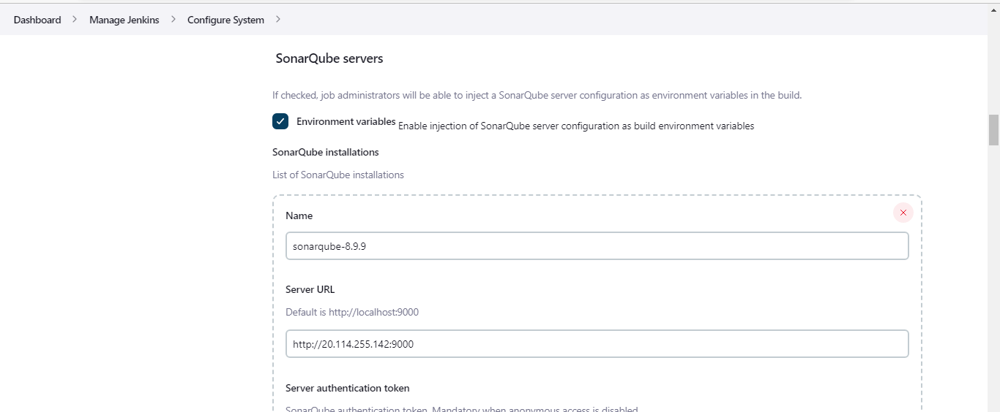 Dashboard > Manage Jenkins > Configure System >
SonarQube servers
If checked, job administrators will be able to inject a SonarQube server configuration as environment variables in the build.
Environment variables Enable injection of SonarQube server configuration as build environment variables
SonarQube installations
List of SonarQube installations
Name
sonarqube-8.9.9
Server URL
Default is http://localhost:9000
http://20.114.255.142:9000
Server authentication token
SonarQube authentication token. Mandatory when anonymous access is disabled.